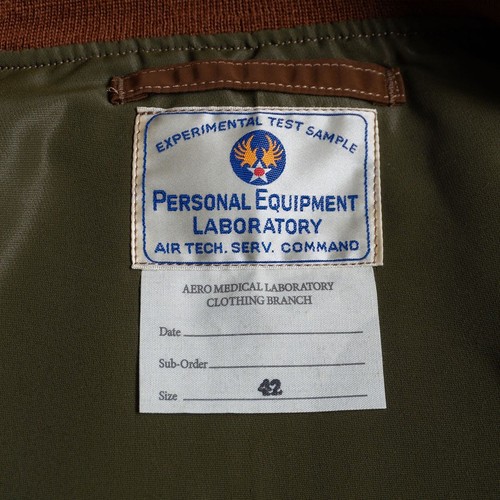 EXPERIMENTAL TEST SAMPLE
PERSONAL EQUIPMENT
LABORATORY
AIR TECH. SERV. COMMAND
AERO MEDICAL LABORATORY
CLOTHING BRANCH
Date
Sub-Order
Size 42